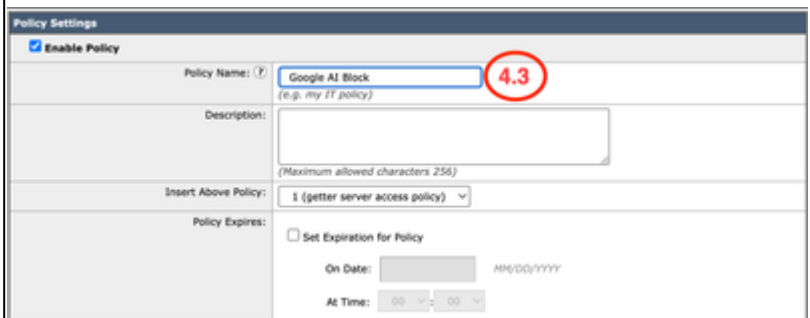 Policy Settings
Enable Policy
Policy Name: ?
Google AI Block
4.3
(e.g. my IT policy)
Description:
(Maximum allowed characters 256)
Insert Above Policy:
1 (getter server access policy)
Policy Expires:
Set Expiration for Policy
On Date:
MM/DD/YYYY
At Time: 00 : 00